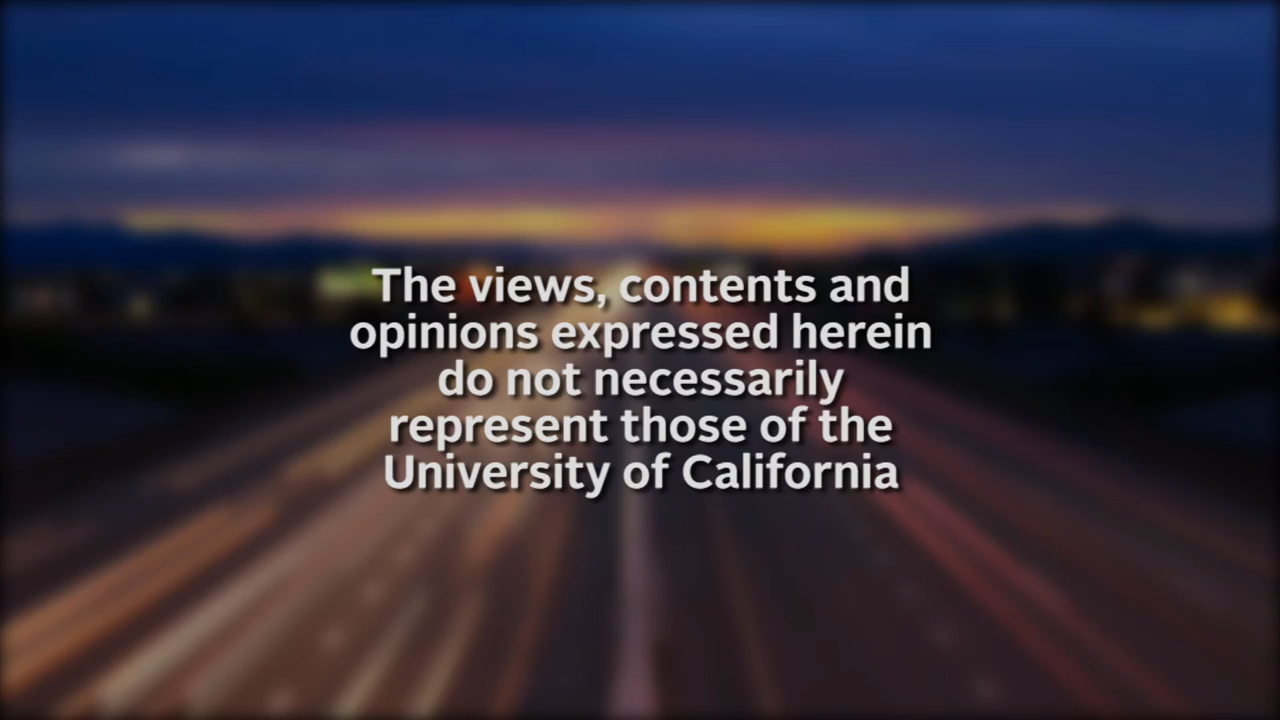 The views, contents and
opinions expressed herein
do not necessarily
represent those of the
University of California